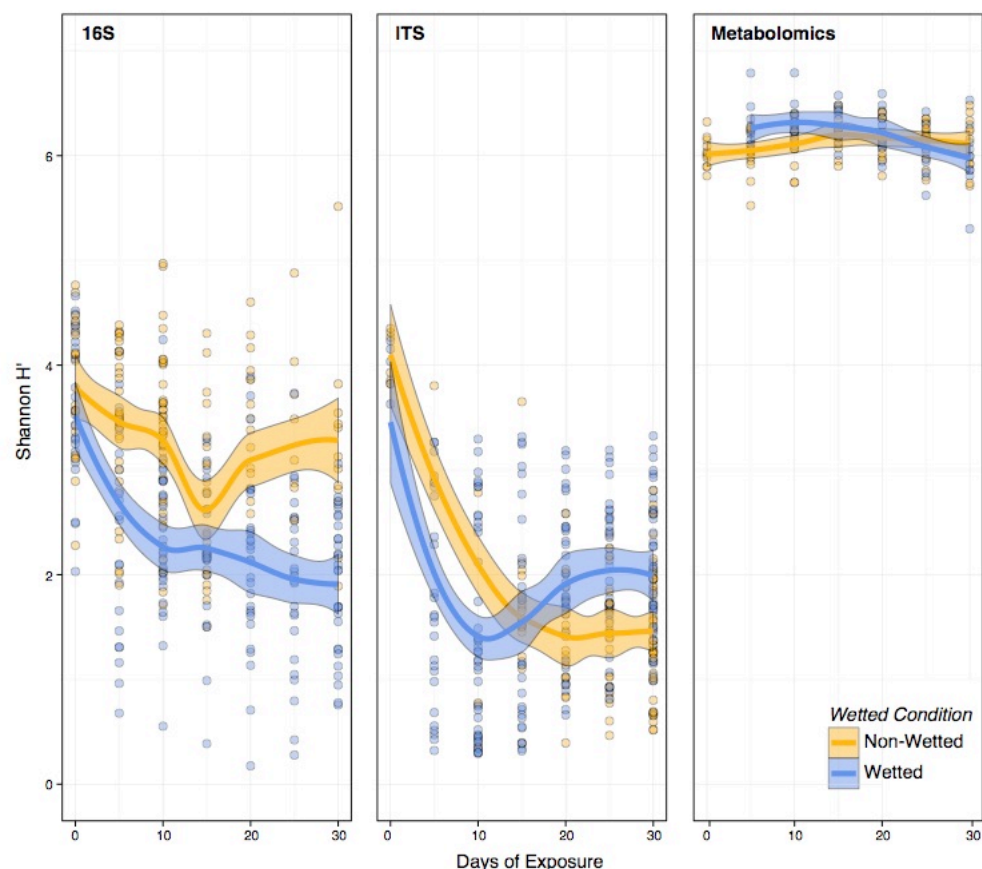 16S
ITS
Metabolomics
6
4
2
0
Shannon H'
0 10 20 30
0 10 20 30
0 10 20 30
Days of Exposure
Wetted Condition
Non-Wetted
Wetted